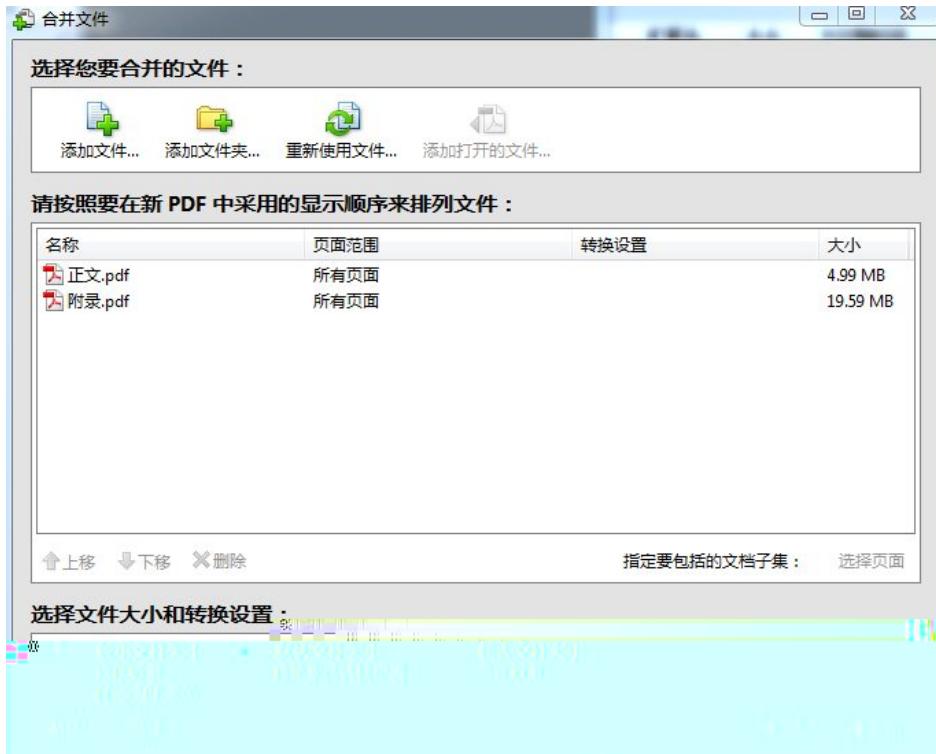 合并文件
选择您要合并的文件：
添加文件... 添加文件夹... 重新使用文件... 添加打开的文件...
请按照要在新 PDF 中采用的显示顺序来排列文件：
名称 页面范围 转换设置 大小
正文.pdf 所有页面 4.99 MB
附录.pdf 所有页面 19.59 MB
上移 下移 删除 指定要包括的文档子集： 选择页面
选择文件大小和转换设置：